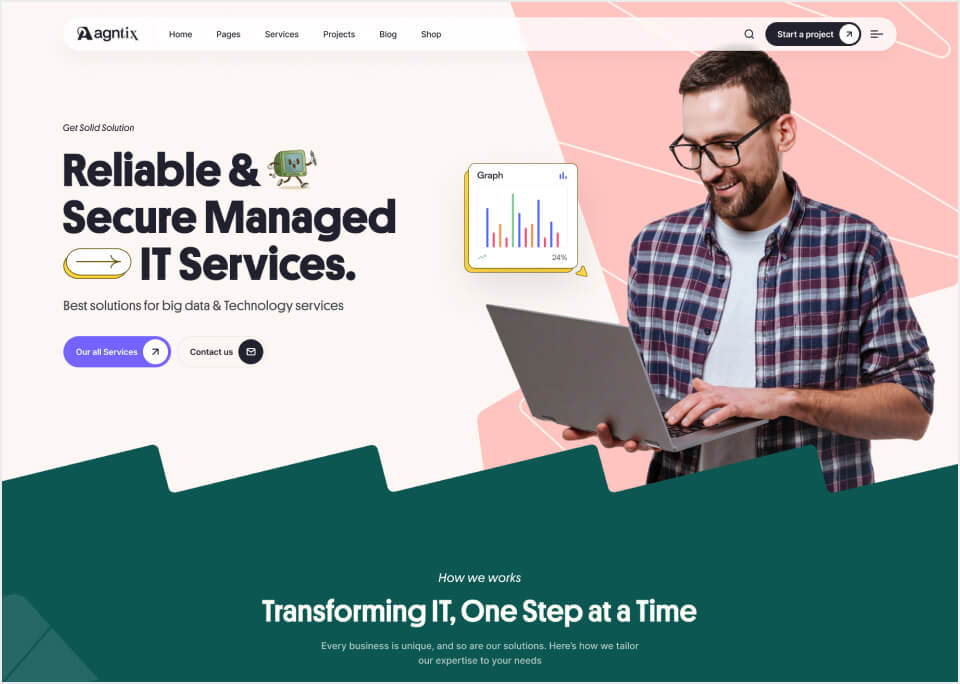 agntix
Home Pages Services Projects Blog Shop
Start a project
Get Solid Solution
Reliable &
Secure Managed
IT Services.
Best solutions for big data & Technology services
Our all Services
Contact us
Graph
24%
How we works
Transforming IT, One Step at a Time
Every business is unique, and so are our solutions. Here's how we tailor
our expertise to your needs